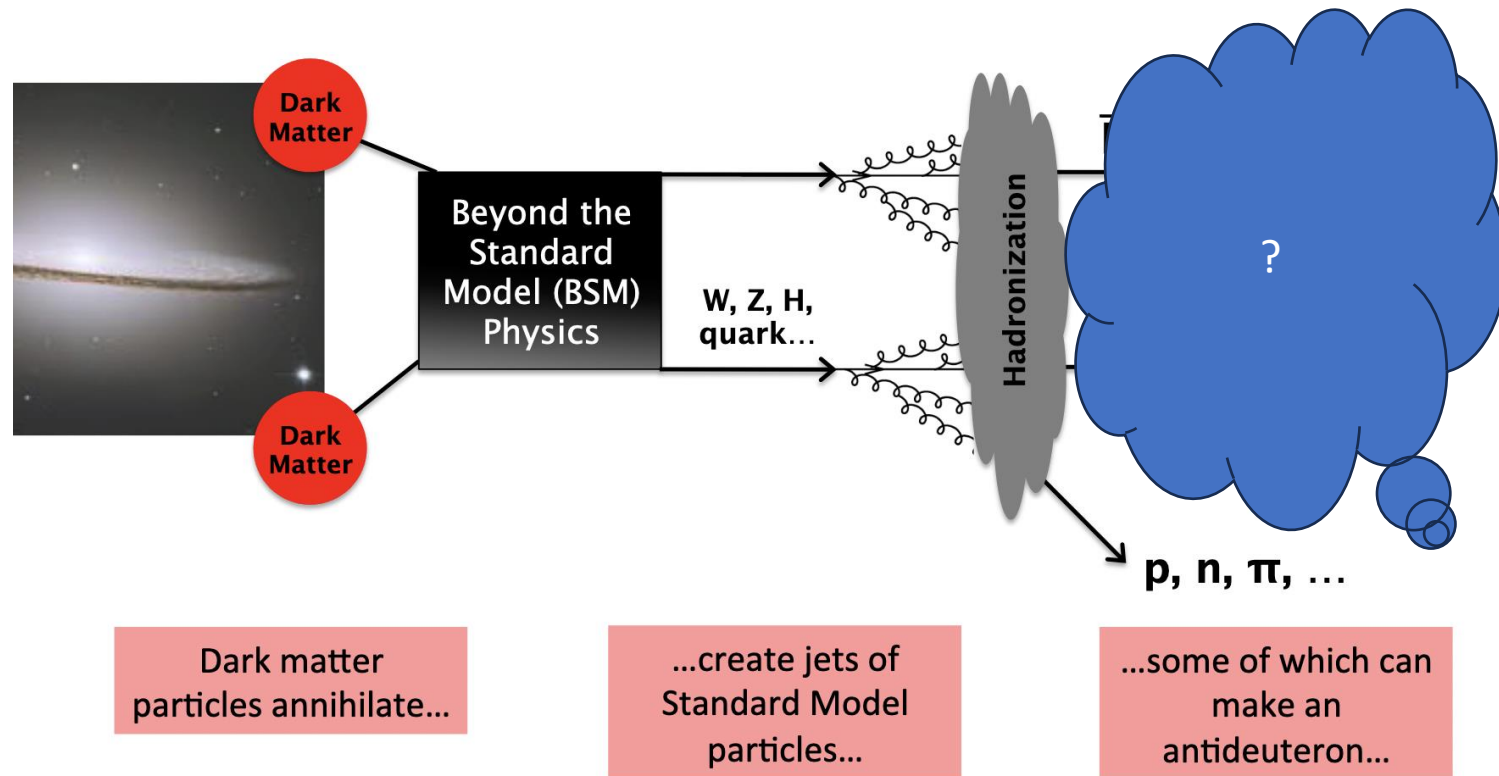 Dark
Matter
Beyond the
Standard
Model (BSM)
Physics
W, Z, H,
quark...
Dark
Matter
Hadronization
?
p, n, π, ...
Dark matter
particles annihilate...
...create jets of
Standard Model
particles...
...some of which can
make an
antideuteron...